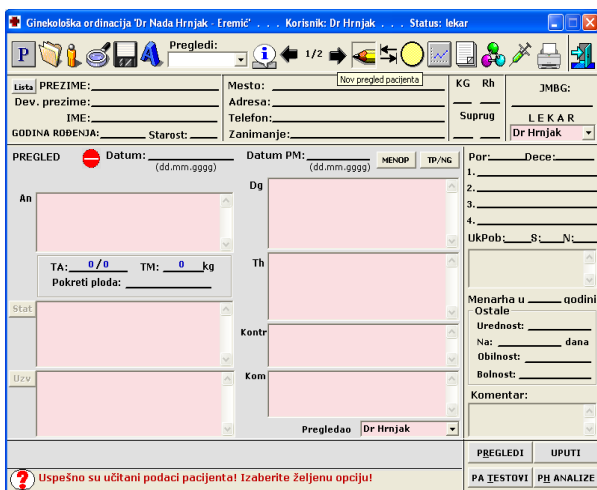 Ginekološka ordinacija 'Dr Nada Hrnjak - Eremić' . . . Korisnik: Dr Hrnjak . . . Status: lekar
P Pregledi: 1/2
Nov pregled pacijenta
Lista PREZIME: Mesto: KG Rh JMBG:
Dev. prezime: Adresa:
IME: Telefon: Suprug LEKAR
GODINA ROĐENJA: Starost: Zanimanje: Dr Hrnjak
PREGLED Datum: Datum PM: MENOP TP/NG Por: Dece:
(dd.mm.gggg) (dd.mm.gggg) 1.
An Dg 2.
3.
4.
UkPob: S: N:
TA: 0/0 TM: 0 kg Th
Pokreti ploda:
Stat Menarha u godini
Ostale
Urednost:
Kontr Na: dana
Obilnost:
Uzv Kom Bolnost:
Komentar:
Pregledao Dr Hrnjak
PREGLEDI UPUTI
Uspešno su učitani podaci pacijenta! Izaberite željenu opciju! PA TESTOVI PH ANALIZE